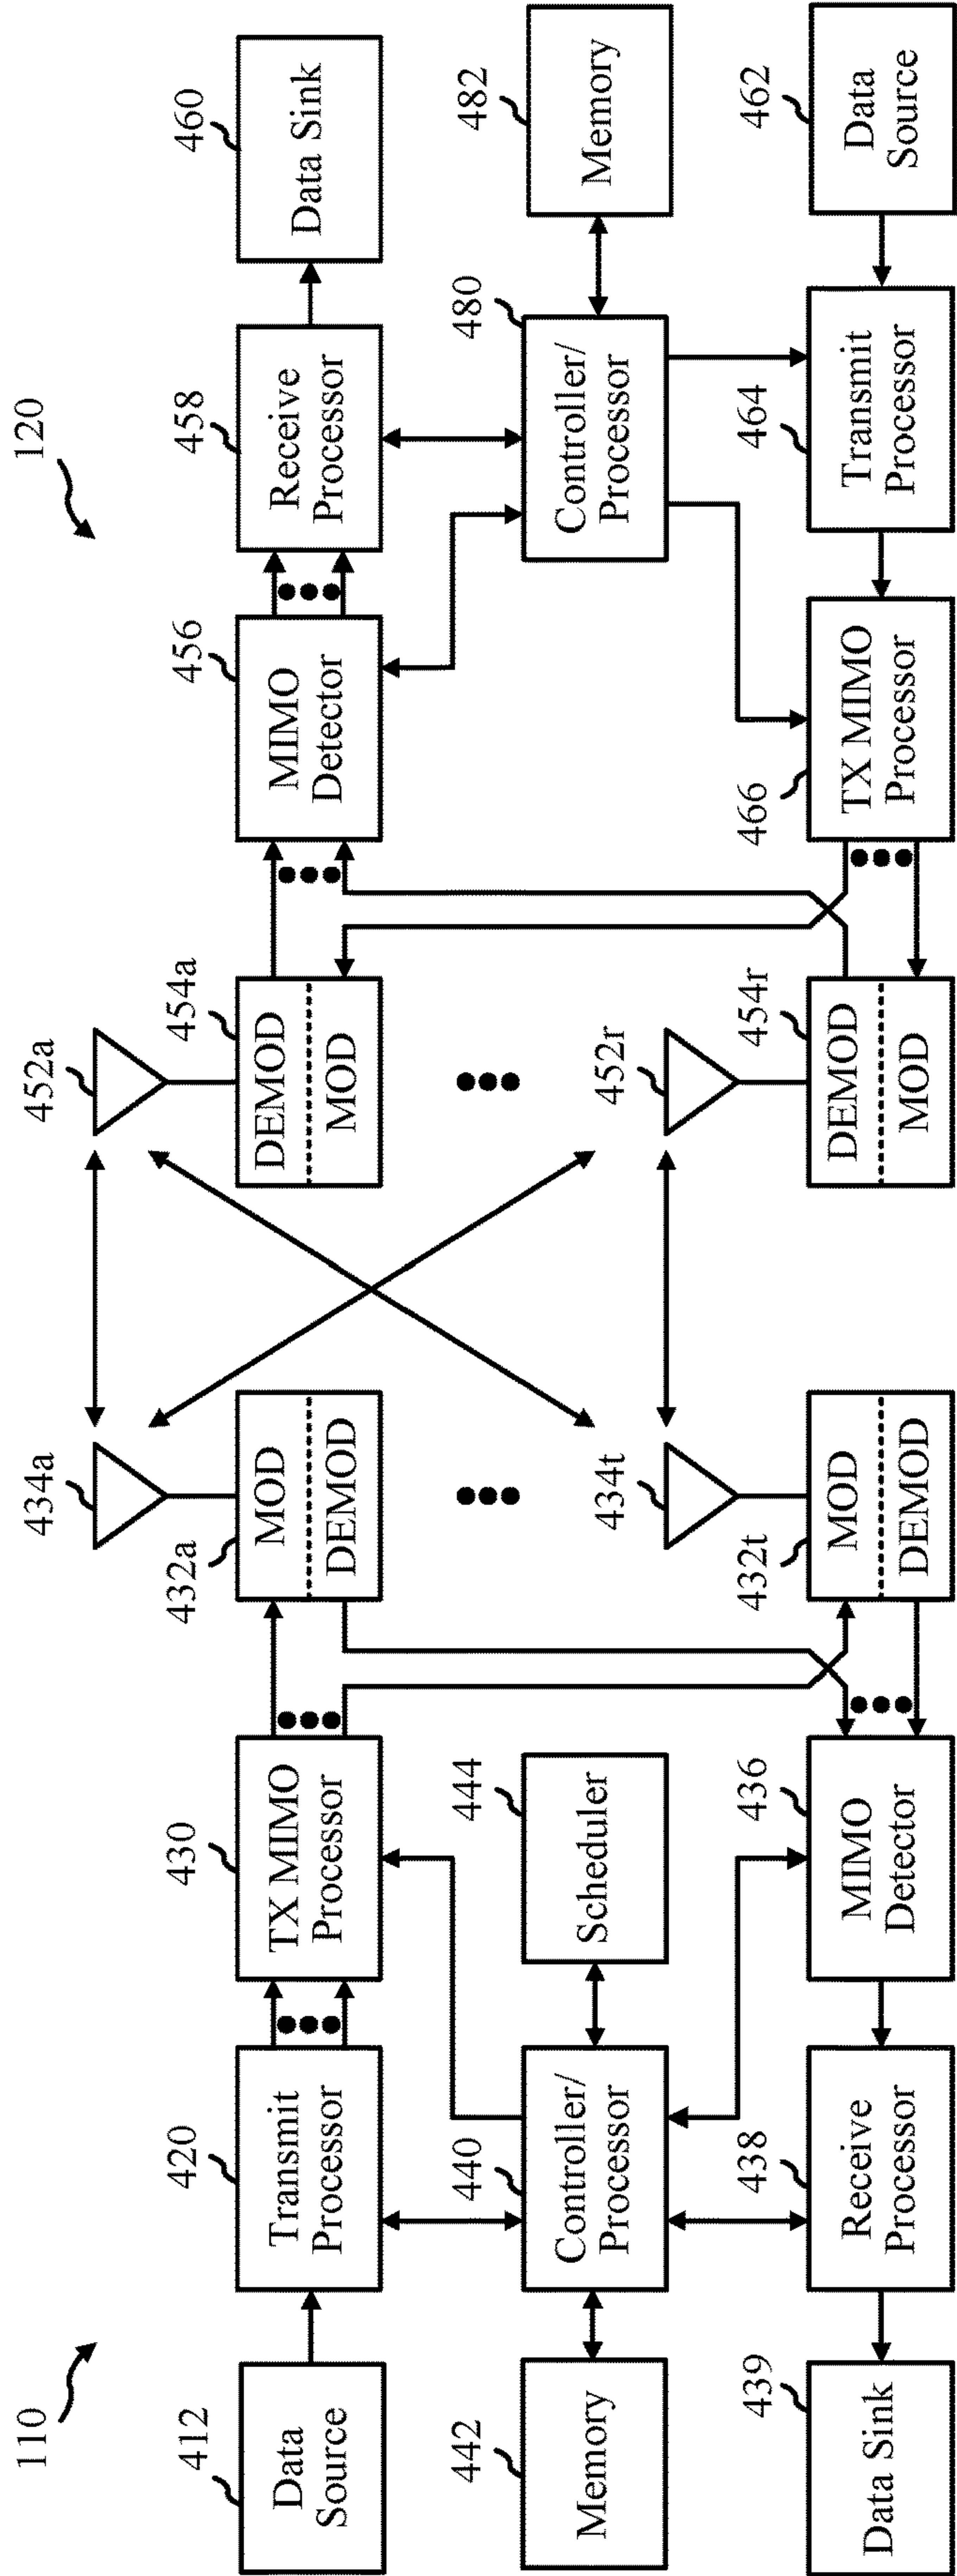 110
120
412
Data
Source
420
Transmit
Processor
430
TX MIMO
Processor
432a
MOD
DEMOD
434a
452a
454a
DEMOD
MOD
456
MIMO
Detector
458
Receive
Processor
460
Data Sink
442
Memory
440
Controller/
Processor
444
Scheduler
434t
452r
480
Controller/
Processor
482
Memory
439
Data Sink
438
Receive
Processor
436
MIMO
Detector
432t
MOD
DEMOD
454r
DEMOD
MOD
466
TX MIMO
Processor
464
Transmit
Processor
462
Data
Source